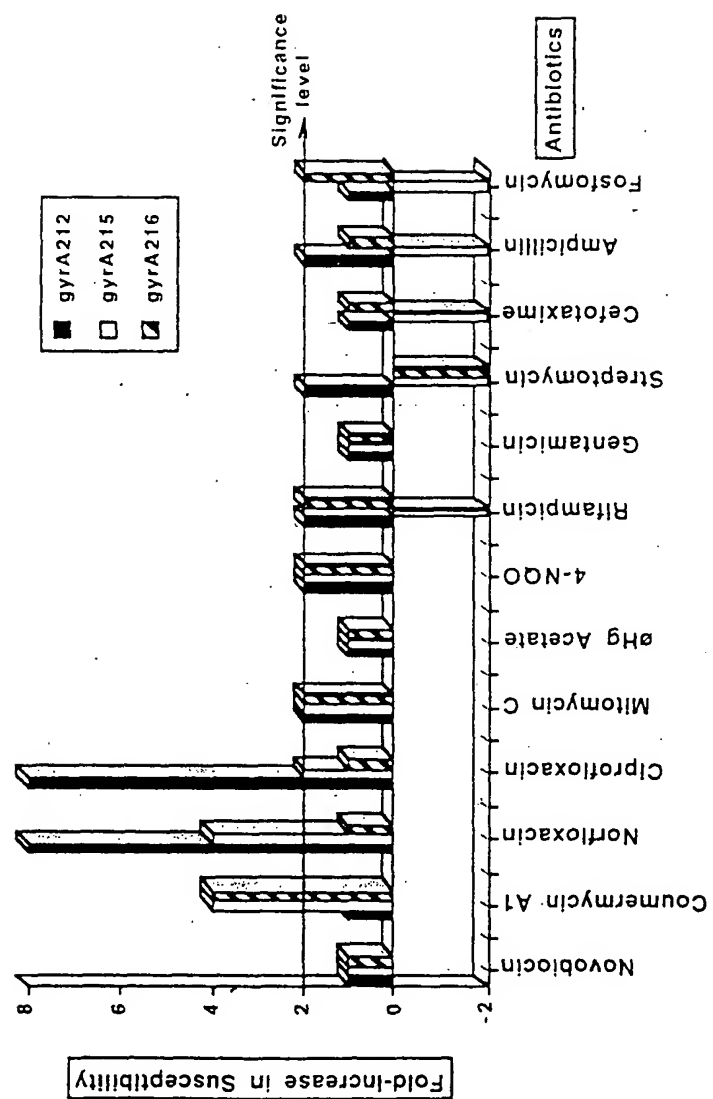 Fold-Increase in Susceptibility
8
6
4
2
0
-2
Significance level
gyrA212
gyrA215
gyrA216
Novobiocin
Coumermycin A1
Norfloxacin
Ciprofloxacin
Mitomycin C
øHg Acetate
4-NQO
Rifampicin
Gentamicin
Streptomycin
Cefotaxime
Ampicillin
Fosfomycin
Antibiotics